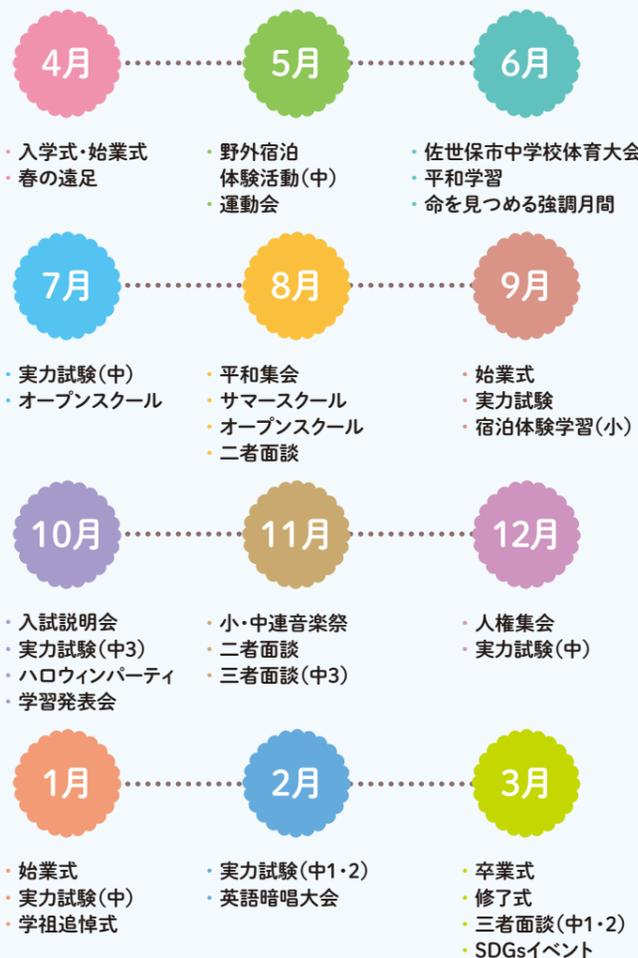 4月
5月
6月
・入学式・始業式
・春の遠足
・野外宿泊
体験活動(中)
・運動会
・佐世保市中学校体育大会
・平和学習
・命を見つめる強調月間
7月
8月
9月
・実力試験(中)
・オープンスクール
・平和集会
・サマースクール
・オープンスクール
・二者面談
・始業式
・実力試験
・宿泊体験学習(小)
10月
11月
12月
・入試説明会
・実力試験(中3)
・ハロウィンパーティ
・学習発表会
・小・中連音楽祭
・二者面談
・三者面談(中3)
・人権集会
・実力試験(中)
1月
2月
3月
・始業式
・実力試験(中)
・学祖追悼式
・実力試験(中1・2)
・英語暗唱大会
・卒業式
・修了式
・三者面談(中1・2)
・SDGsイベント